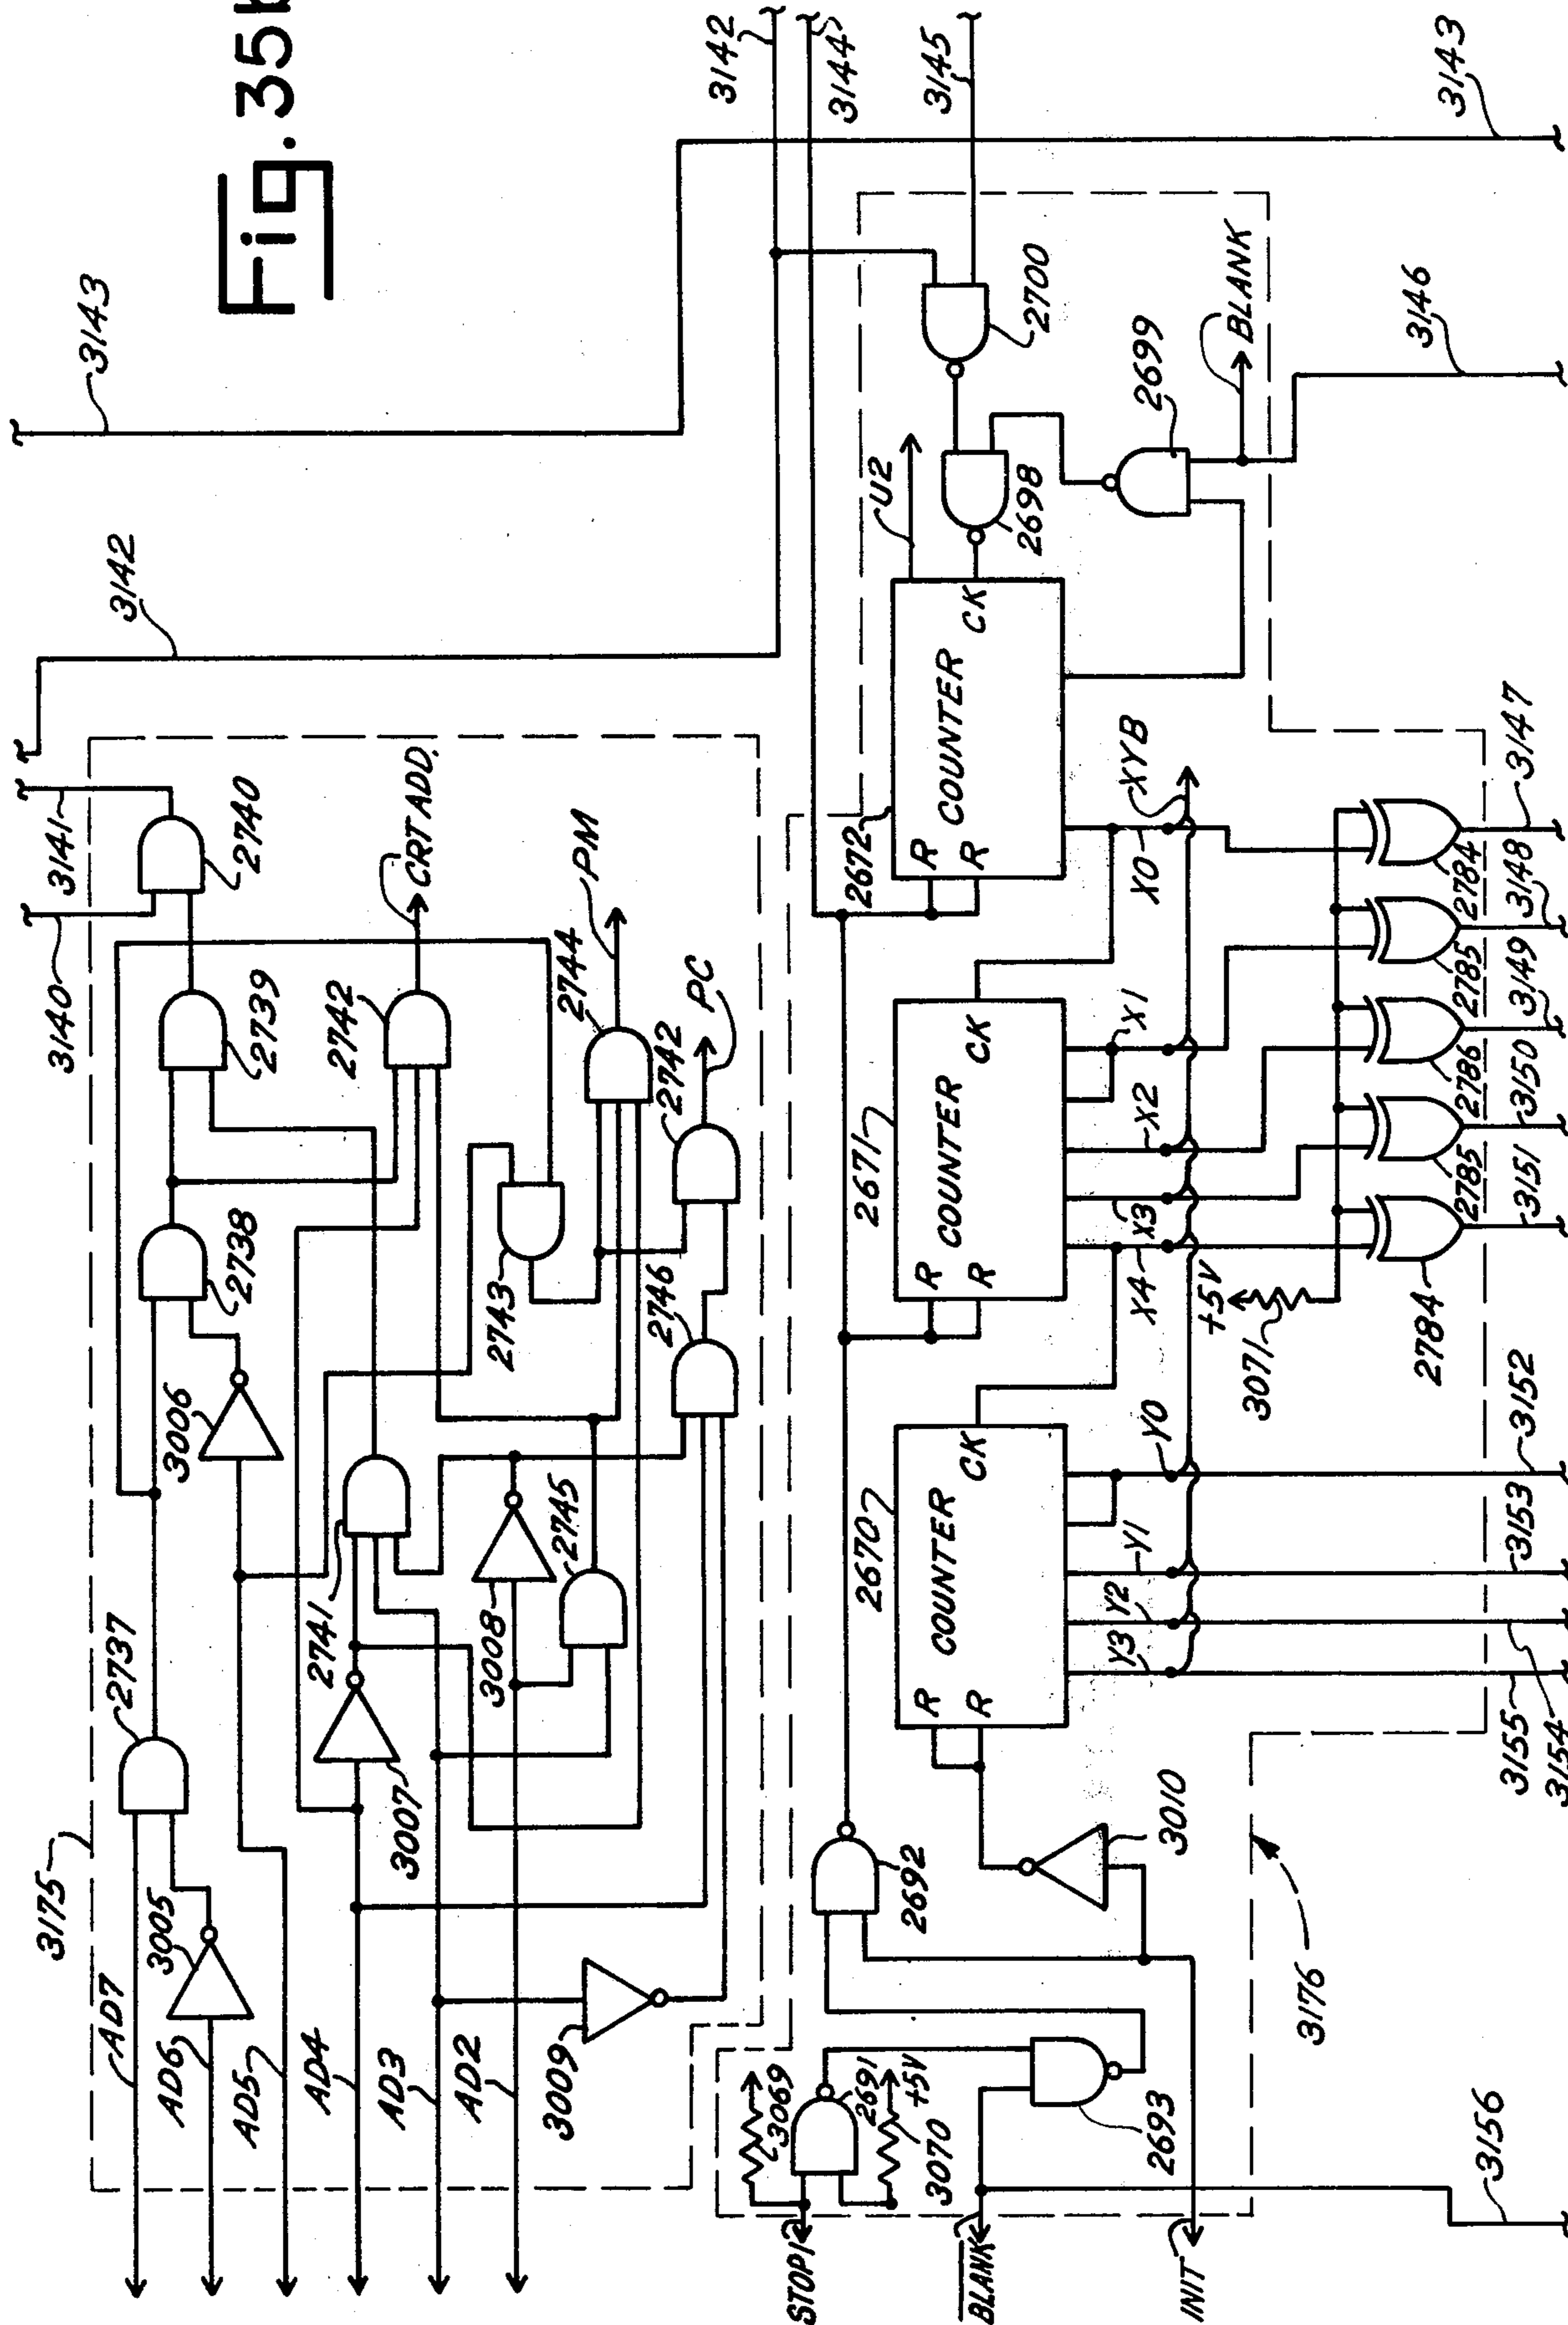 Fig. 35b
3175
3140
3141
3142
3143
AD7
2737
2738
2740
AD6
3005
3006
2739
AD5
CRT ADD.
AD4
3007
2741
2742
AD3
3008
2745
2743
2744
PM
AD2
3009
2746
2742
PC
3142
3144
3145
3143
STOP1
3069
2691
3070
+5V
2692
2693
BLANK
INIT
3010
3176
3156
2670
COUNTER
R
R
CK
2671
COUNTER
R
R
CK
2672
COUNTER
R
R
CK
U2
2700
2698
2699
BLANK
3146
Y3
Y2
Y1
Y0
X4
X3
X2
X1
X0
XYB
+5V
3071
2784
2785
2786
2785
2784
3155
3154
3153
3152
3151
3150
3149
3148
3147